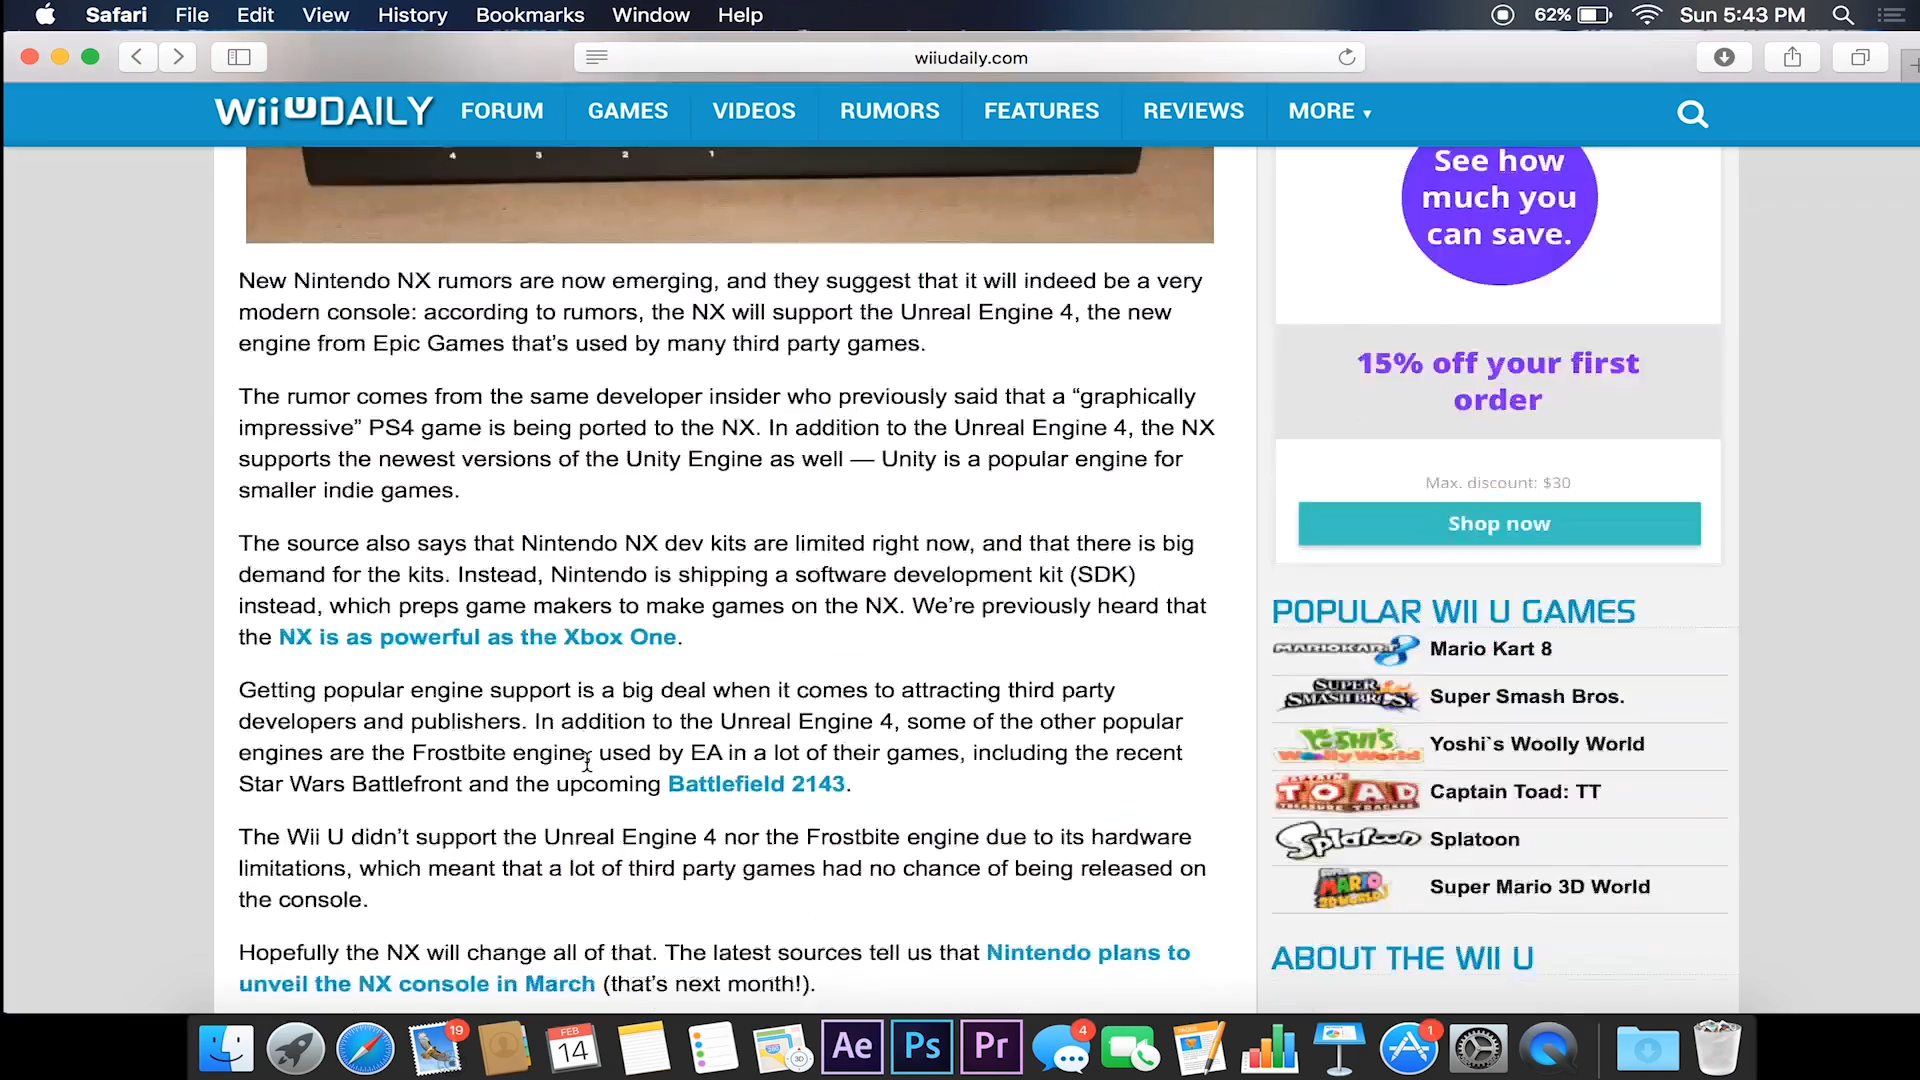 Safari File Edit View History Bookmarks Window Help 62% Sun 5:43 PM
wiiudaily.com
WiiUDAILY FORUM GAMES VIDEOS RUMORS FEATURES REVIEWS MORE ▾
4 3 2 1
New Nintendo NX rumors are now emerging, and they suggest that it will indeed be a very
modern console: according to rumors, the NX will support the Unreal Engine 4, the new
engine from Epic Games that’s used by many third party games.
The rumor comes from the same developer insider who previously said that a “graphically
impressive” PS4 game is being ported to the NX. In addition to the Unreal Engine 4, the NX
supports the newest versions of the Unity Engine as well — Unity is a popular engine for
smaller indie games.
The source also says that Nintendo NX dev kits are limited right now, and that there is big
demand for the kits. Instead, Nintendo is shipping a software development kit (SDK)
instead, which preps game makers to make games on the NX. We’re previously heard that
the NX is as powerful as the Xbox One.
Getting popular engine support is a big deal when it comes to attracting third party
developers and publishers. In addition to the Unreal Engine 4, some of the other popular
engines are the Frostbite engine, used by EA in a lot of their games, including the recent
Star Wars Battlefront and the upcoming Battlefield 2143.
The Wii U didn’t support the Unreal Engine 4 nor the Frostbite engine due to its hardware
limitations, which meant that a lot of third party games had no chance of being released on
the console.
Hopefully the NX will change all of that. The latest sources tell us that Nintendo plans to
unveil the NX console in March (that’s next month!).
See how
much you
can save.
15% off your first
order
Max. discount: $30
Shop now
POPULAR WII U GAMES
MARIOKART 8 Mario Kart 8
SUPER SMASH BROS. Super Smash Bros.
YOSHI'S Woolly World Yoshi`s Woolly World
CAPTAIN TOAD TREASURE TRACKER Captain Toad: TT
Splatoon Splatoon
SUPER MARIO 3D WORLD Super Mario 3D World
ABOUT THE WII U
19 FEB 14 3D Ae Ps Pr 4 PAGES 1